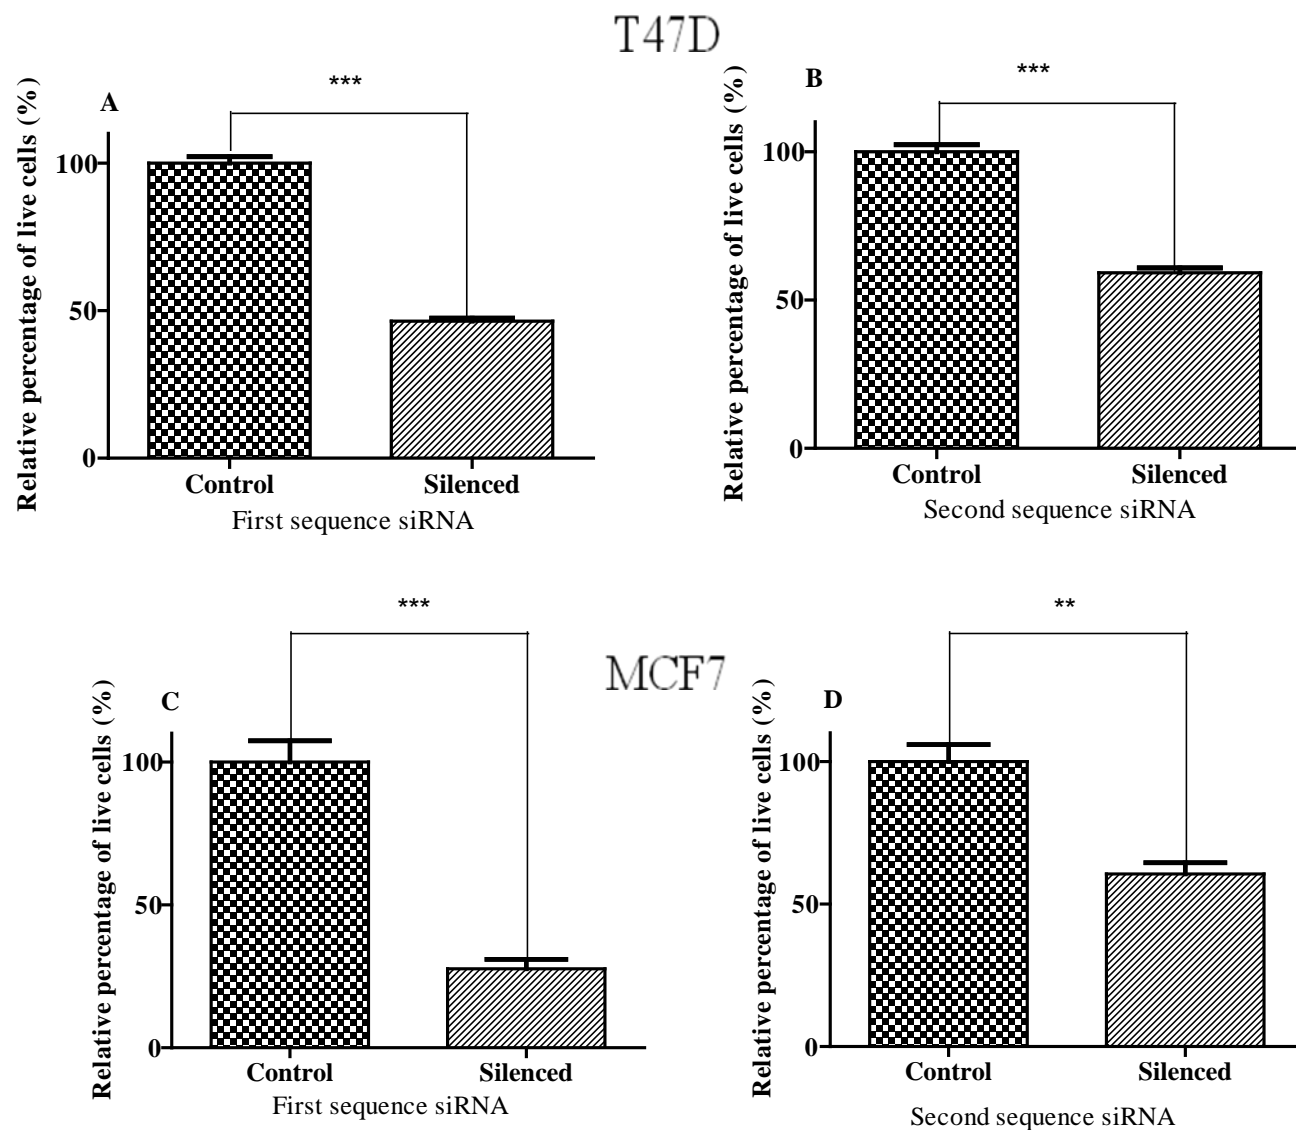 T47D
A
***
Relative percentage of live cells (%)
100
50
0
Control
Silenced
First sequence siRNA
B
***
Relative percentage of live cells (%)
100
50
0
Control
Silenced
Second sequence siRNA
MCF7
C
***
Relative percentage of live cells (%)
100
50
0
Control
Silenced
First sequence siRNA
D
**
Relative percentage of live cells (%)
100
50
0
Control
Silenced
Second sequence siRNA